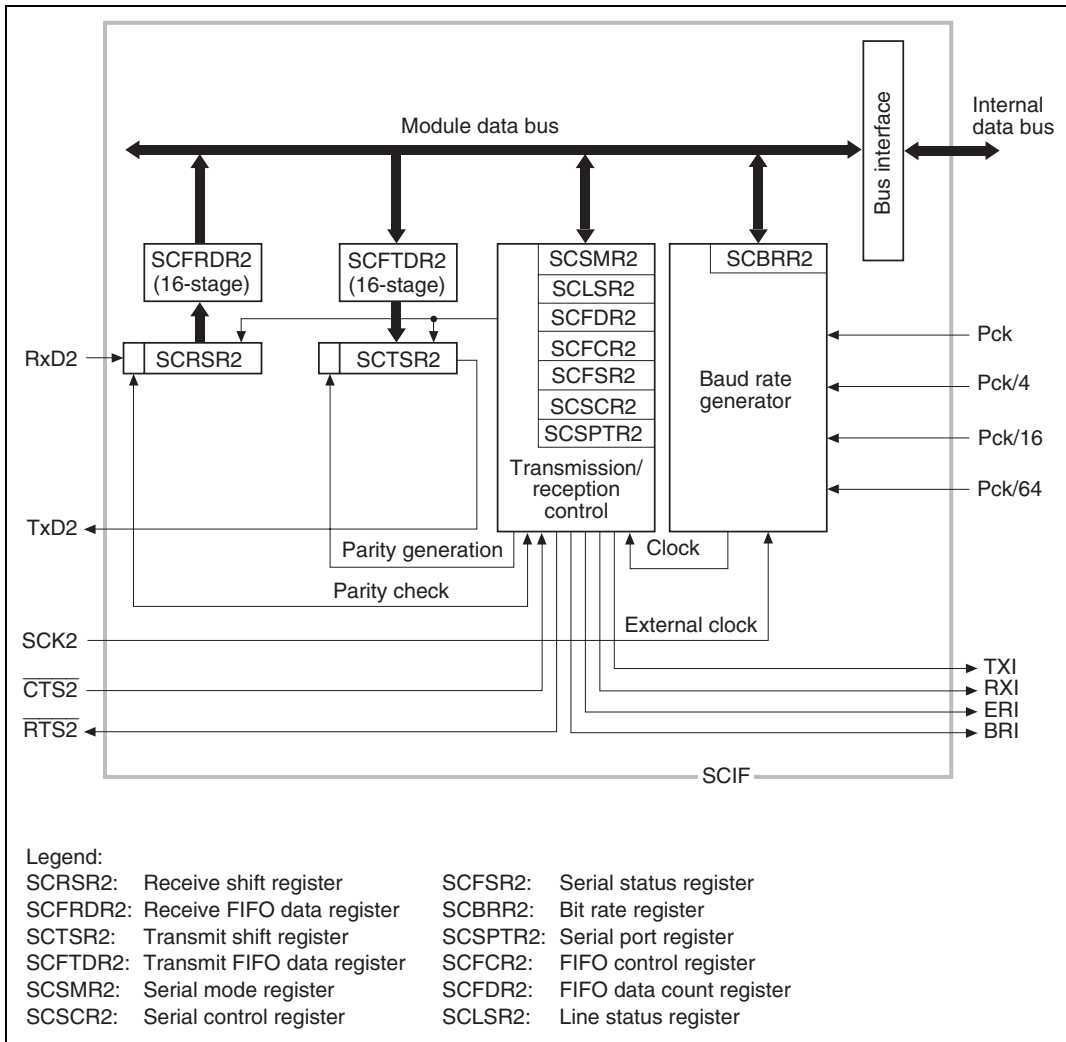 Module data bus
Bus interface
Internal
data bus
SCFRDR2
(16-stage)
SCFTDR2
(16-stage)
SCSMR2
SCLSR2
SCFDR2
SCFCR2
SCFSR2
SCSCR2
SCSPTR2
Transmission/
reception
control
SCBRR2
Baud rate
generator
RxD2
SCRSR2
SCTSR2
Pck
Pck/4
Pck/16
Pck/64
TxD2
Parity generation
Clock
Parity check
SCK2
External clock
CTS2
RTS2
TXI
RXI
ERI
BRI
SCIF
Legend:
SCRSR2: Receive shift register
SCFRDR2: Receive FIFO data register
SCTSR2: Transmit shift register
SCFTDR2: Transmit FIFO data register
SCSMR2: Serial mode register
SCSCR2: Serial control register
SCFSR2: Serial status register
SCBRR2: Bit rate register
SCSPTR2: Serial port register
SCFCR2: FIFO control register
SCFDR2: FIFO data count register
SCLSR2: Line status register